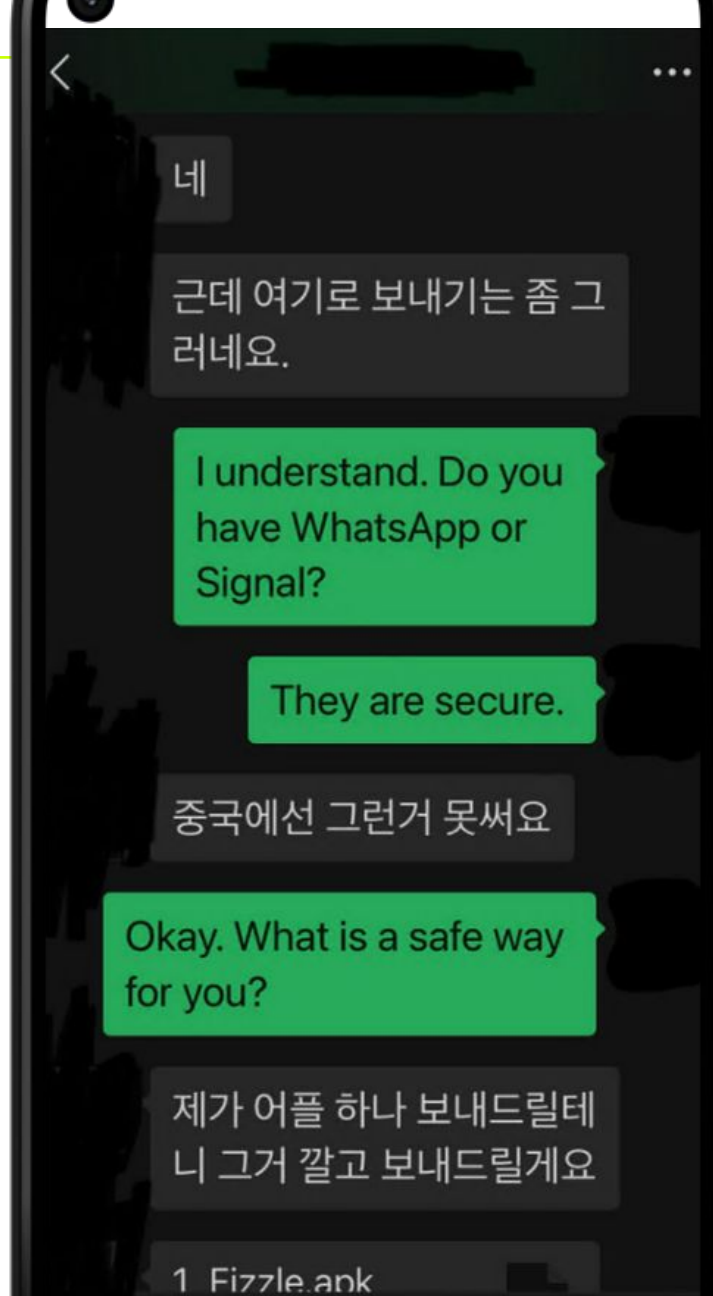 네
근데 여기로 보내기는 좀 그
러네요.
I understand. Do you
have WhatsApp or
Signal?
They are secure.
중국에선 그런거 못써요
Okay. What is a safe way
for you?
제가 어플 하나 보내드릴테
니 그거 깔고 보내드릴게요
1_Fizzle.apk